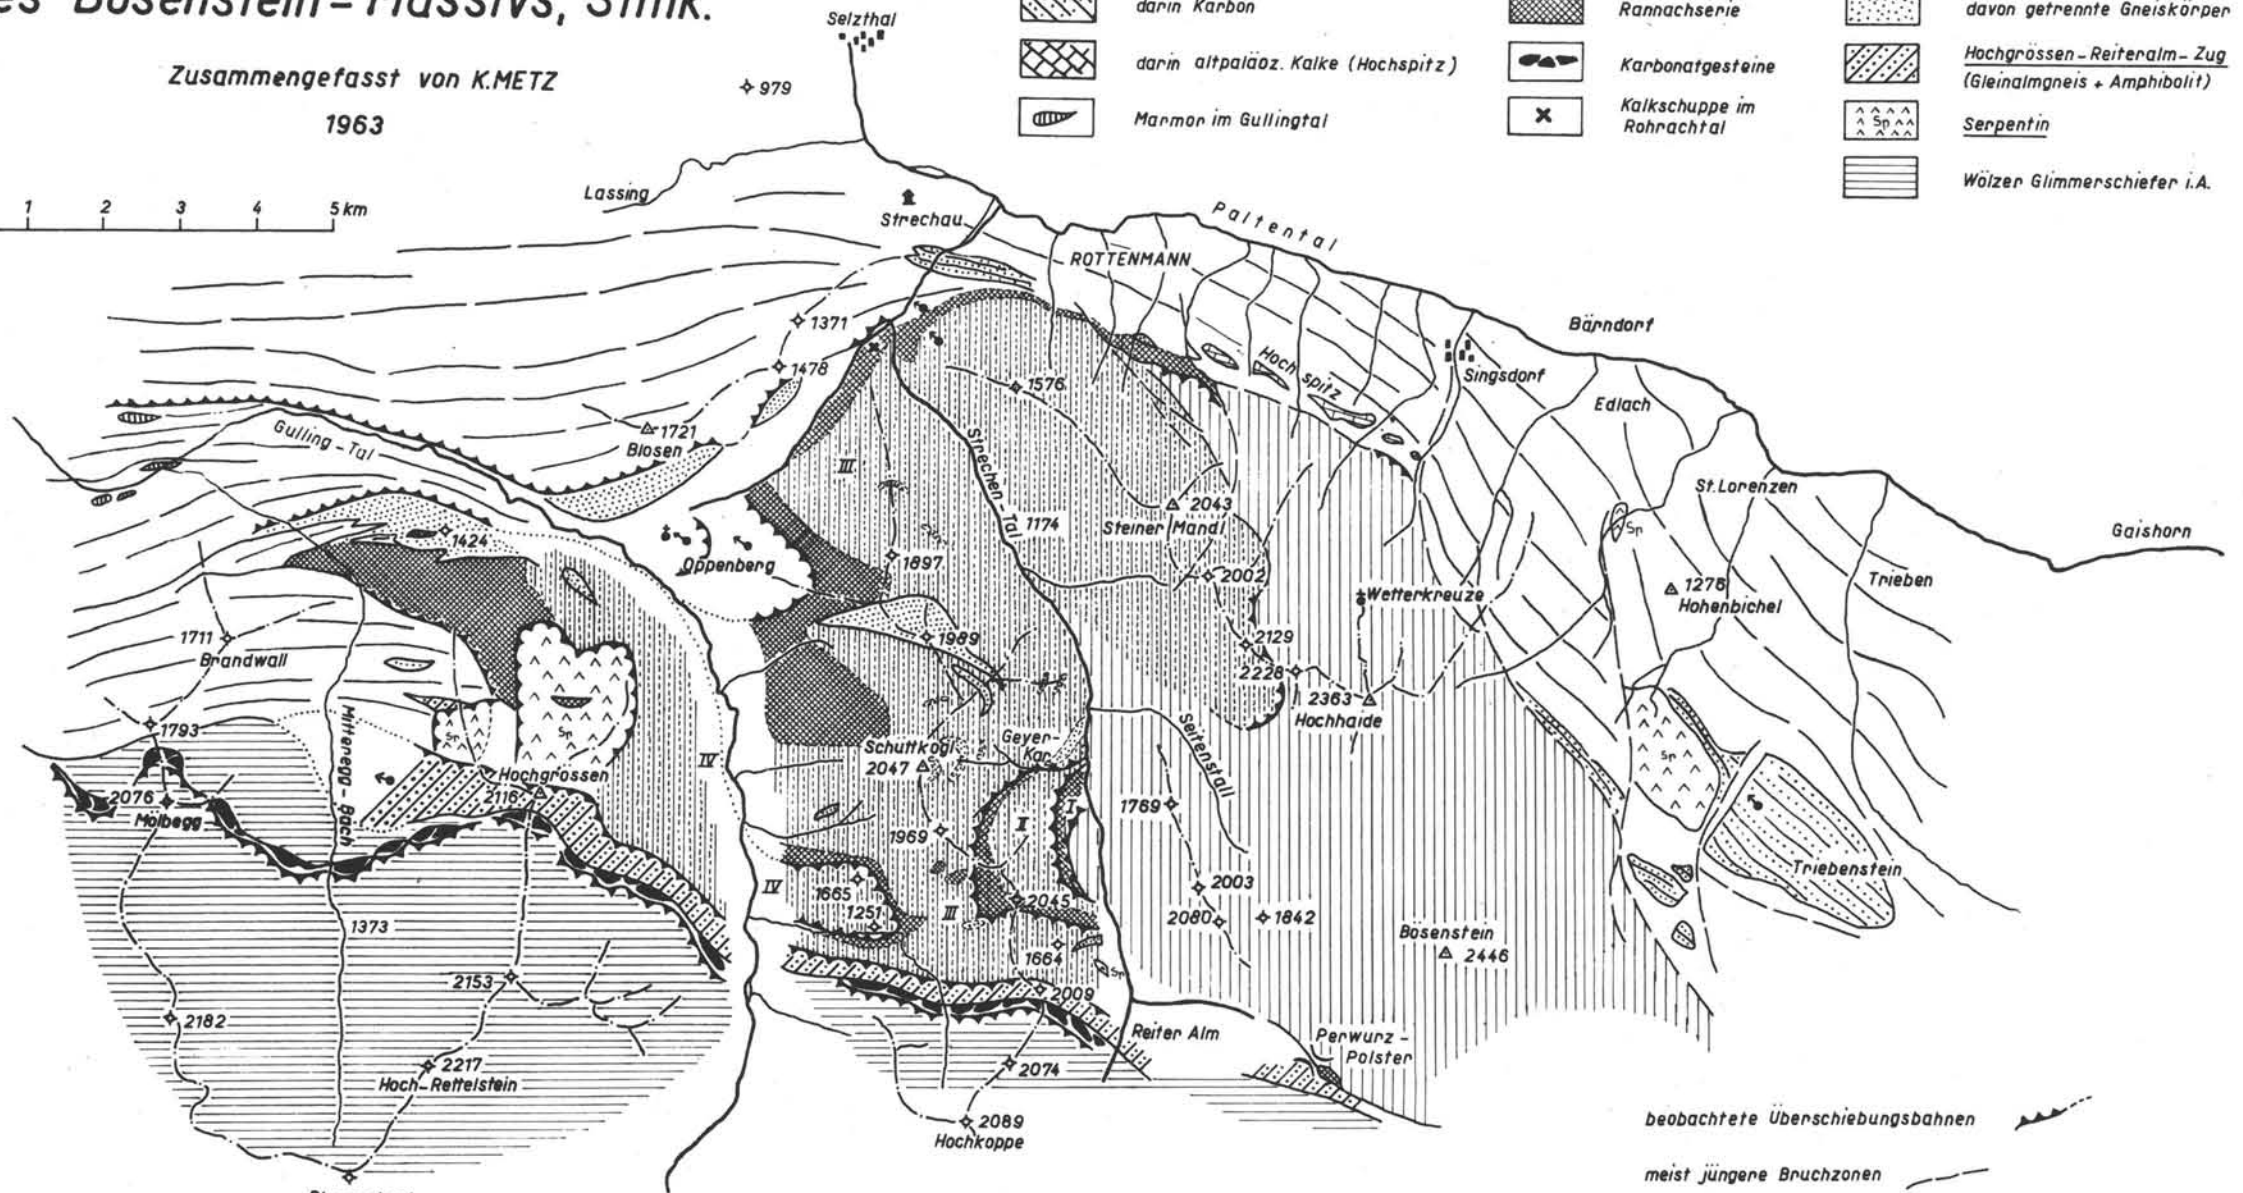 es Bösenstein-Massivs, Stmk.
Zusammengefasst von K.METZ
1963
1 2 3 4 5 km
darin Karbon
darin altpaläoz. Kalke (Hochspitz)
Marmor im Gullingtal
Rannachserie
Karbonatgesteine
Kalkschuppe im
Rohrachtal
davon getrennte Gneiskörper
Hochgrössen-Reiteralm-Zug
(Gleinalmgneis + Amphibolit)
Sp
Serpentin
Wölzer Glimmerschiefer i.A.
Selzthal
979
Lassing
Strechau
Paltental
ROTTENMANN
Bärndorf
1371
1478
Hochspitz
Singsdorf
1576
Edlach
1721
Blosen
Gulling-Tal
III
Strechen-Tal
St. Lorenzen
2043
Steiner Mandl
1174
Sp
Gaishorn
1424
Oppenberg
1897
2002
Wetterkreuze
1276
Hohenbichel
Trieben
1711
Brandwall
1989
2129
2228
2363
Hochhaide
1793
Mitteregg-Bach
Sp
Sp
IV
Schuttkogl
2047
Geyer-
Kar
Seitenstall
Sp
Hochgrössen
2116
2076
Molbegg
I
II
1769
1969
Triebenstein
IV
1665
1251
III
2045
2003
2080
1842
1373
1664
Sp
Bösenstein
2446
2153
2009
2182
Reiter Alm
Perwurz-
Polster
2217
Hoch-Rettelstein
2074
2089
Hochkoppe
beobachtete Überschiebungsbahnen
meist jüngere Bruchzonen